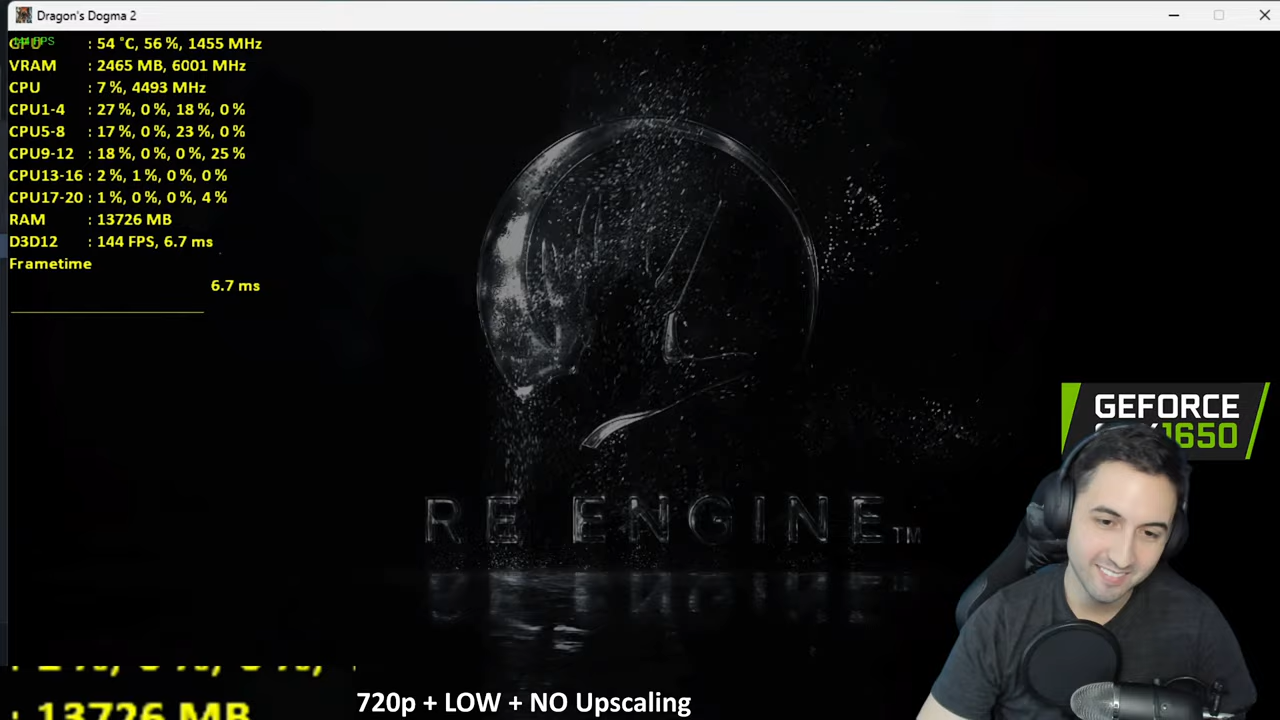 Dragon's Dogma 2
GPU : 54 °C, 56 %, 1455 MHz
VRAM : 2465 MB, 6001 MHz
CPU : 7 %, 4493 MHz
CPU1-4 : 27 %, 0 %, 18 %, 0 %
CPU5-8 : 17 %, 0 %, 23 %, 0 %
CPU9-12 : 18 %, 0 %, 0 %, 25 %
CPU13-16 : 2 %, 1 %, 0 %, 0 %
CPU17-20 : 1 %, 0 %, 0 %, 4 %
RAM : 13726 MB
D3D12 : 144 FPS, 6.7 ms
Frametime
6.7 ms
RE ENGINE™
GEFORCE
1650
: 13726 MB
720p + LOW + NO Upscaling